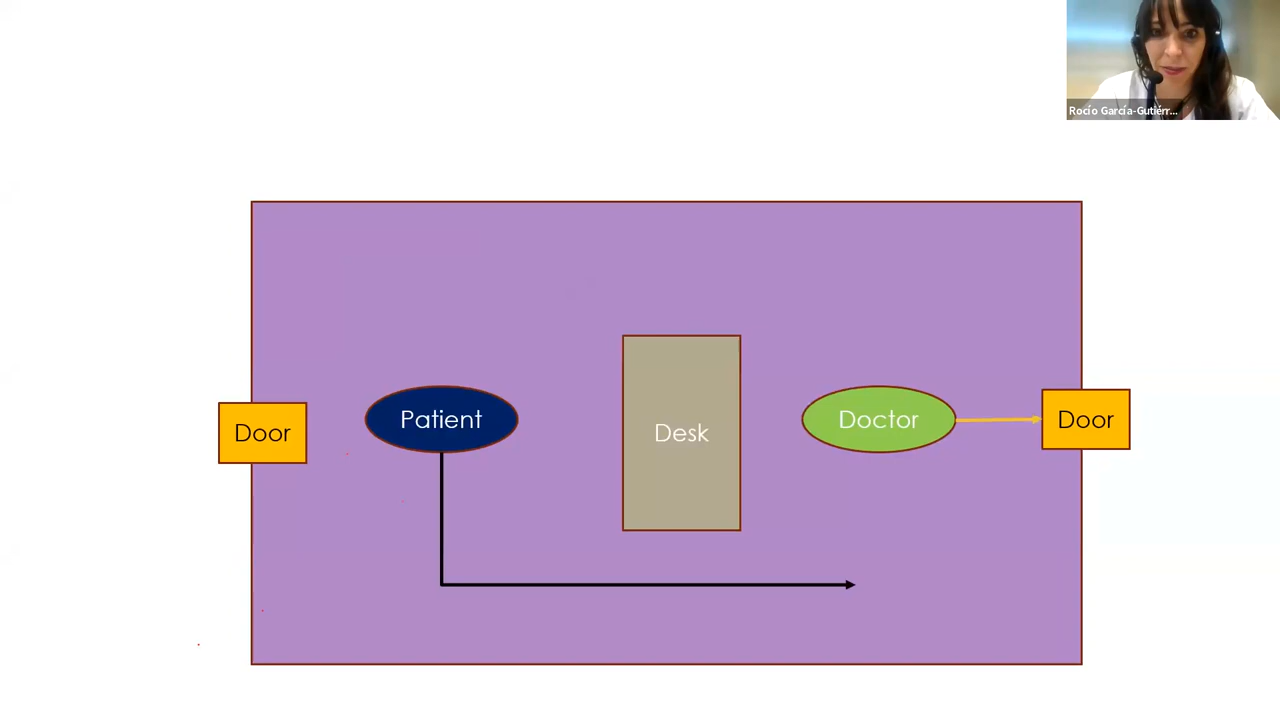 Rocío García-Gutiérr...
Door
Patient
Desk
Doctor
Door